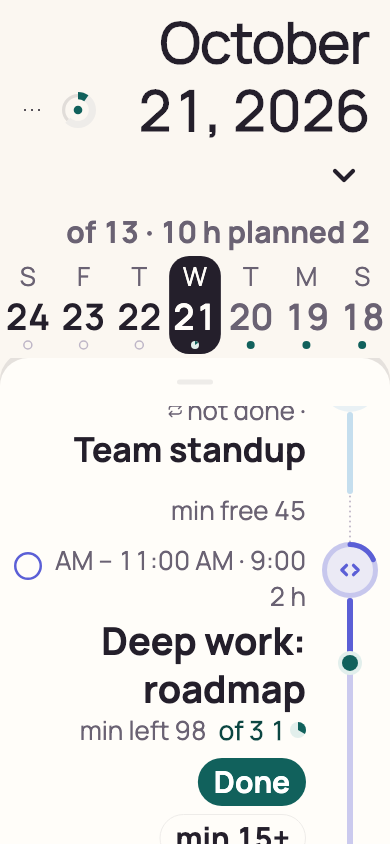 October
21, 2026
of 13 · 10 h planned 2
S F T W T M S
24 23 22 21 20 19 18
not done ·
Team standup
min free 45
AM – 11:00 AM · 9:00
2 h
Deep work:
roadmap
min left 98 of 3 1
Done
min 15+